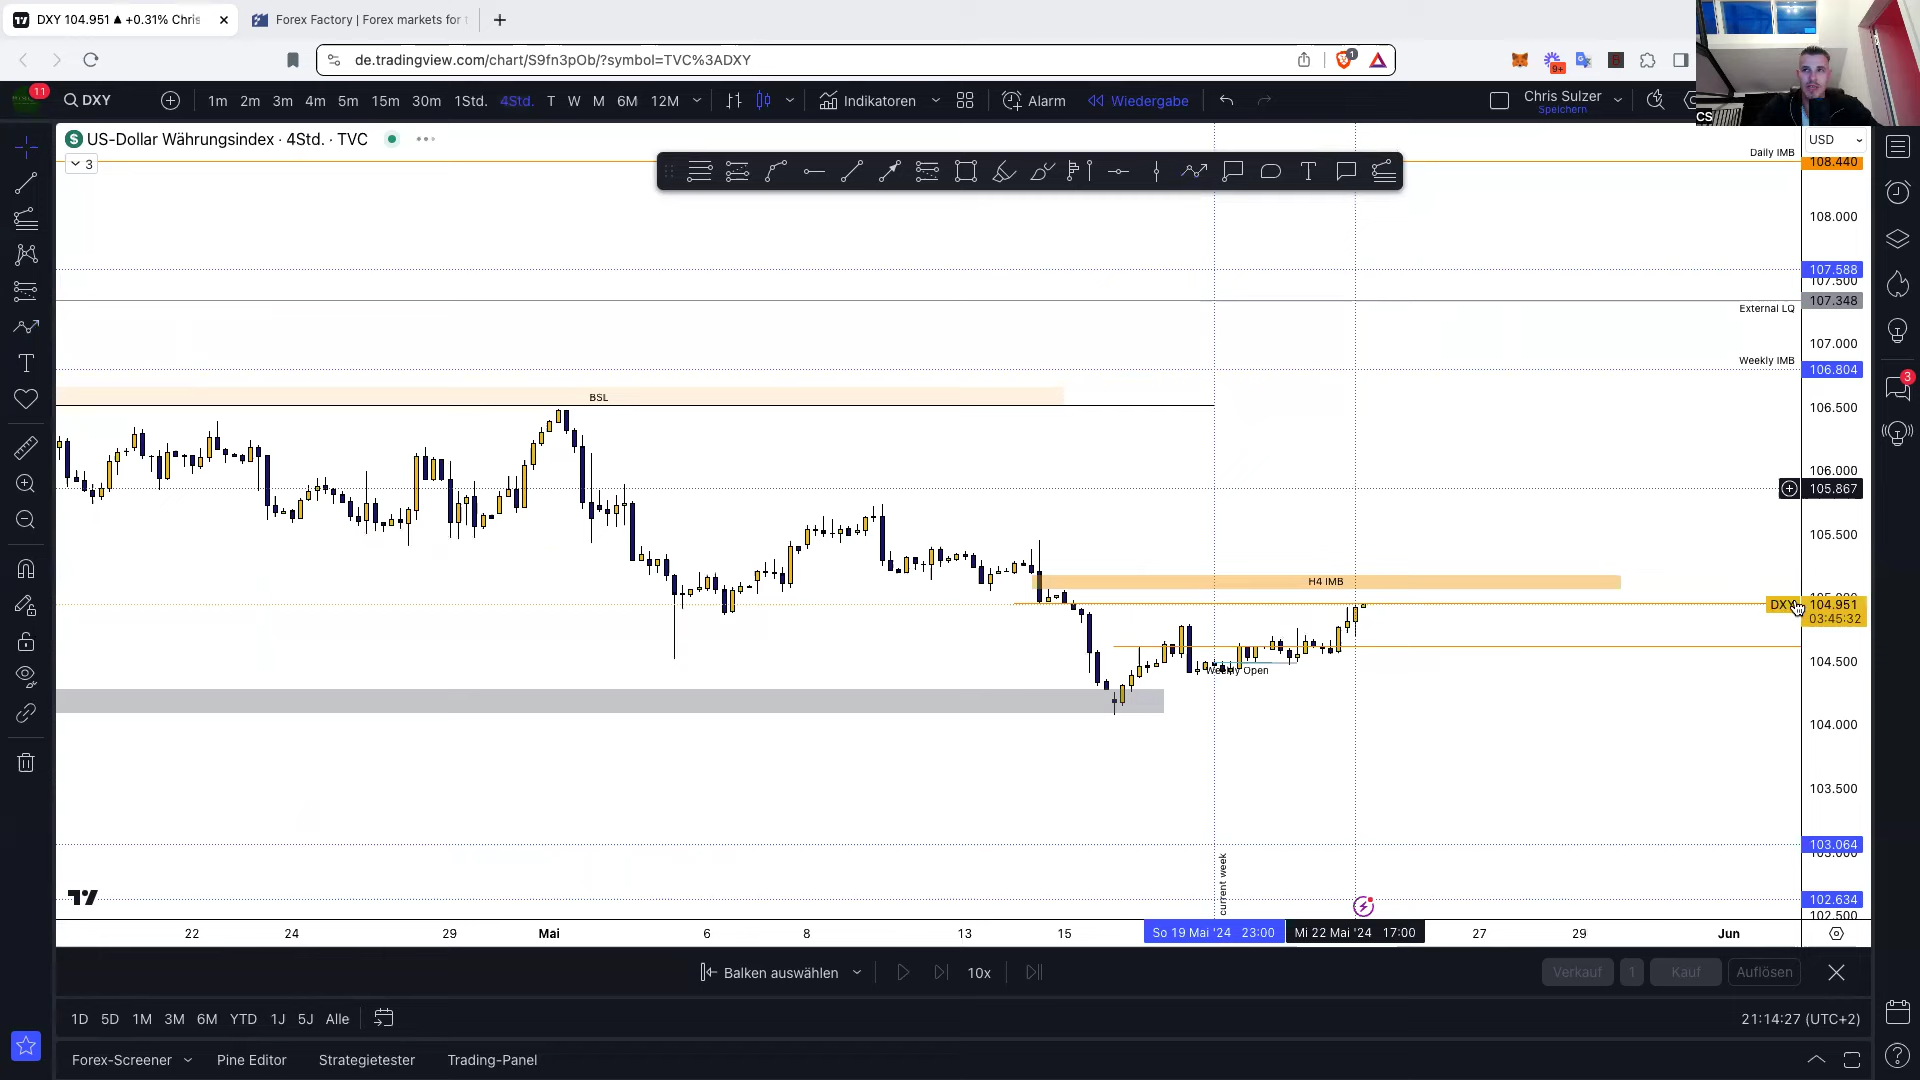 DXY 104.951 ▲ +0.31% Chris
Forex Factory | Forex markets for t
de.tradingview.com/chart/S9fn3pOb/?symbol=TVC%3ADXY
1
9+
CS
11
DXY
1m 2m 3m 4m 5m 15m 30m 1Std. 4Std. T W M 6M 12M
Indikatoren
Alarm
Wiedergabe
Chris Sulzer
Speichern
US-Dollar Währungsindex · 4Std. · TVC
3
USD
Daily IMB
108.440
108.000
107.588
107.500
107.348
External LQ
107.000
Weekly IMB
106.804
BSL
106.500
106.000
105.867
105.500
H4 IMB
DXY 104.951
03:45:32
104.500
Weekly Open
104.000
103.500
103.064
current week
102.634
102.500
22 24 29 Mai 6 8 13 15 So 19 Mai '24 23:00 Mi 22 Mai '24 17:00 27 29 Jun
3
Balken auswählen
10x
Verkauf 1 Kauf Auflösen
1D 5D 1M 3M 6M YTD 1J 5J Alle
21:14:27 (UTC+2)
Forex-Screener Pine Editor Strategietester Trading-Panel